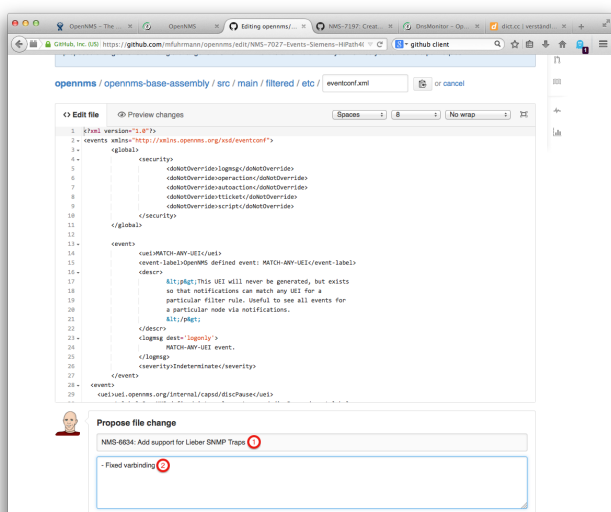 OpenNMS – The ...
OpenNMS
Editing opennms/...
NMS-7197: Creat...
DnsMonitor – Op...
dict.cc | verständl...
GitHub, Inc. (US) https://github.com/mfuhrmann/opennms/edit/NMS-7027-Events-Siemens-HiPath4
github client
1
opennms / opennms-base-assembly / src / main / filtered / etc / eventconf.xml or cancel
<> Edit file Preview changes Spaces 8 No wrap
1 <?xml version="1.0"?>
2 <events xmlns="http://xmlns.opennms.org/xsd/eventconf">
3 <global>
4 <security>
5 <doNotOverride>logmsg</doNotOverride>
6 <doNotOverride>operaction</doNotOverride>
7 <doNotOverride>autoaction</doNotOverride>
8 <doNotOverride>tticket</doNotOverride>
9 <doNotOverride>script</doNotOverride>
10 </security>
11 </global>
12
13 <event>
14 <uei>MATCH-ANY-UEI</uei>
15 <event-label>OpenNMS defined event: MATCH-ANY-UEI</event-label>
16 <descr>
17 &lt;p&gt;This UEI will never be generated, but exists
18 so that notifications can match any UEI for a
19 particular filter rule. Useful to see all events for
20 a particular node via notifications.
21 &lt;/p&gt;
22 </descr>
23 <logmsg dest='logonly'>
24 MATCH-ANY-UEI event.
25 </logmsg>
26 <severity>Indeterminate</severity>
27 </event>
28 <event>
29 <uei>uei.opennms.org/internal/capsd/discPause</uei>
Propose file change
NMS-6634: Add support for Lieber SNMP Traps 1
- Fixed varbinding 2